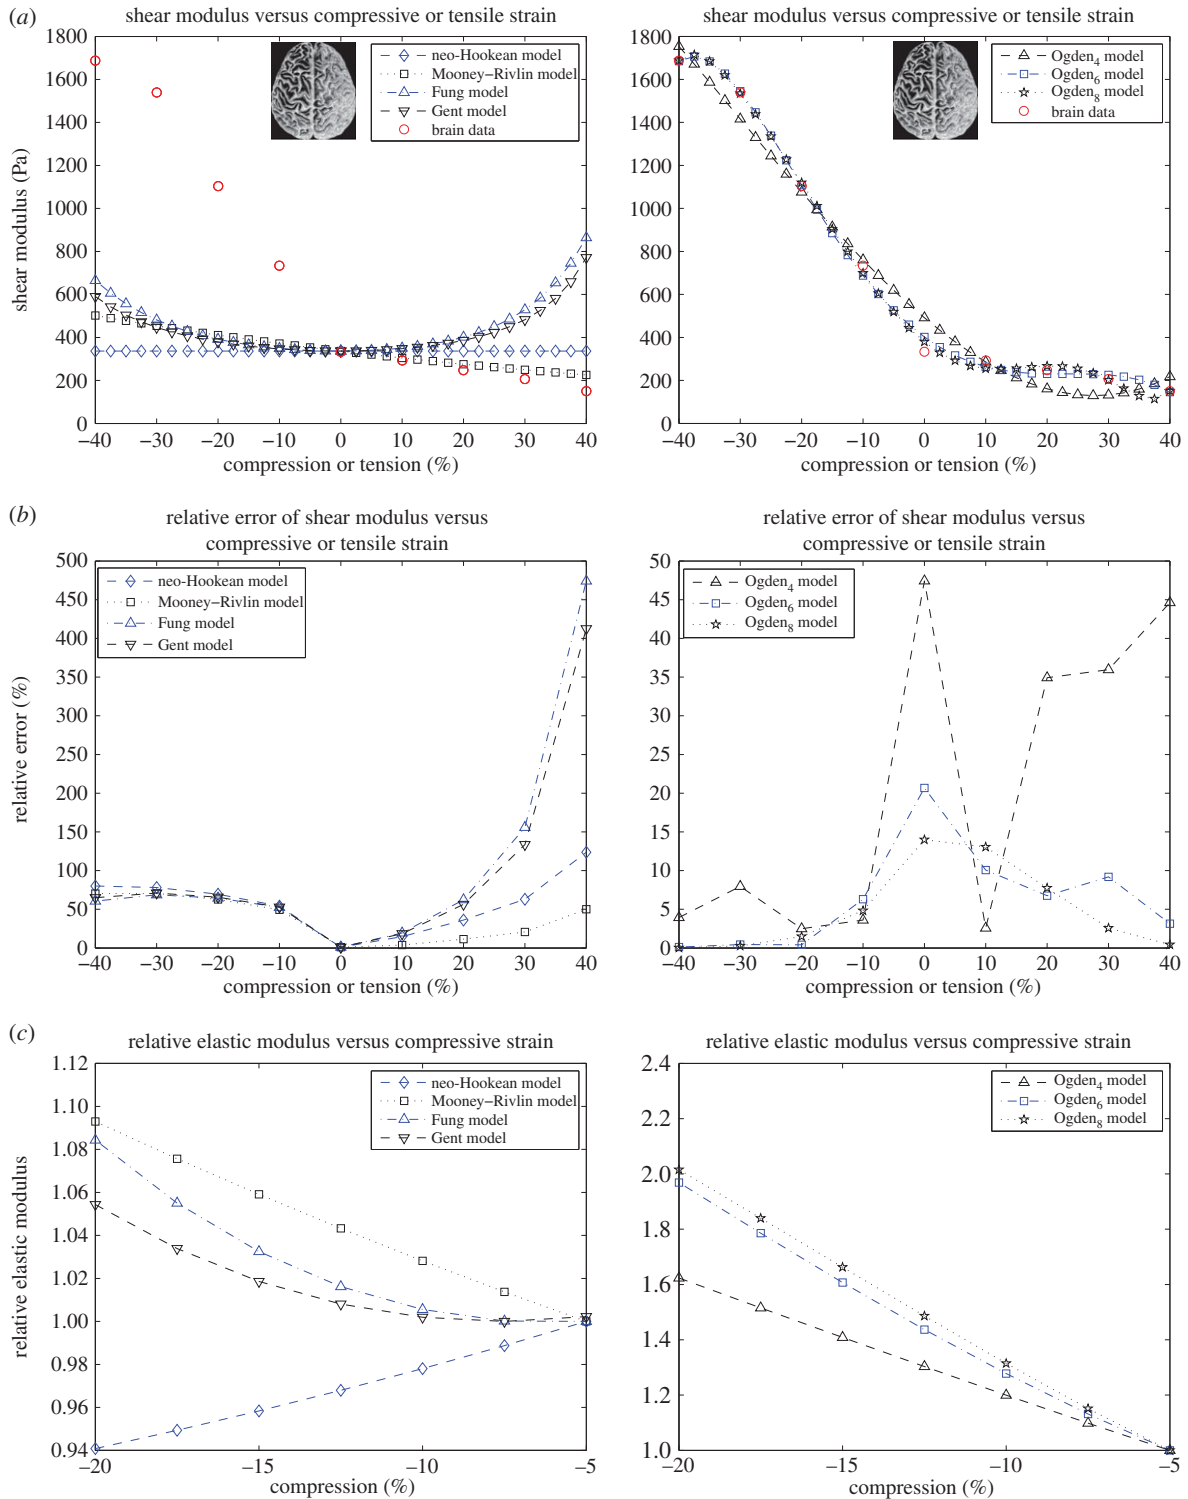 (a)
shear modulus versus compressive or tensile strain
1800
1600
1400
1200
1000
800
600
400
200
0
shear modulus (Pa)
neo-Hookean model
Mooney–Rivlin model
Fung model
Gent model
brain data
−40 −30 −20 −10 0 10 20 30 40
compression or tension (%)
shear modulus versus compressive or tensile strain
1800
1600
1400
1200
1000
800
600
400
200
0
Ogden4 model
Ogden6 model
Ogden8 model
brain data
−40 −30 −20 −10 0 10 20 30 40
compression or tension (%)
(b)
relative error of shear modulus versus
compressive or tensile strain
500
450
400
350
300
250
200
150
100
50
0
relative error (%)
neo-Hookean model
Mooney–Rivlin model
Fung model
Gent model
−40 −30 −20 −10 0 10 20 30 40
compression or tension (%)
relative error of shear modulus versus
compressive or tensile strain
50
45
40
35
30
25
20
15
10
5
0
Ogden4 model
Ogden6 model
Ogden8 model
−40 −30 −20 −10 0 10 20 30 40
compression or tension (%)
(c)
relative elastic modulus versus compressive strain
1.12
1.10
1.08
1.06
1.04
1.02
1.00
0.98
0.96
0.94
relative elastic modulus
neo-Hookean model
Mooney–Rivlin model
Fung model
Gent model
−20 −15 −10 −5
compression (%)
relative elastic modulus versus compressive strain
2.4
2.2
2.0
1.8
1.6
1.4
1.2
1.0
Ogden4 model
Ogden6 model
Ogden8 model
−20 −15 −10 −5
compression (%)